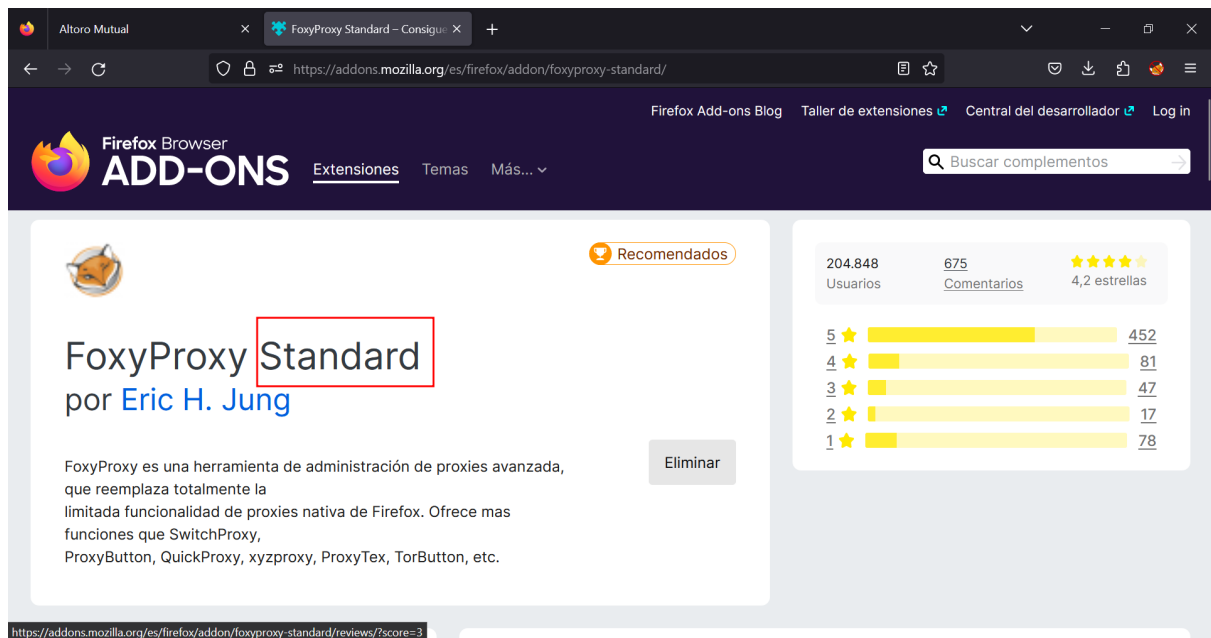 Altoro Mutual
FoxyProxy Standard – Consigue
https://addons.mozilla.org/es/firefox/addon/foxyproxy-standard/
Firefox Add-ons Blog Taller de extensiones Central del desarrollador Log in
Firefox Browser
ADD-ONS
Extensiones Temas Más...
Buscar complementos
Recomendados
FoxyProxy Standard
por Eric H. Jung
FoxyProxy es una herramienta de administración de proxies avanzada,
que reemplaza totalmente la
limitada funcionalidad de proxies nativa de Firefox. Ofrece mas
funciones que SwitchProxy,
ProxyButton, QuickProxy, xyzproxy, ProxyTex, TorButton, etc.
Eliminar
204.848 675
Usuarios Comentarios 4,2 estrellas
5 452
4 81
3 47
2 17
1 78
https://addons.mozilla.org/es/firefox/addon/foxyproxy-standard/reviews/?score=3